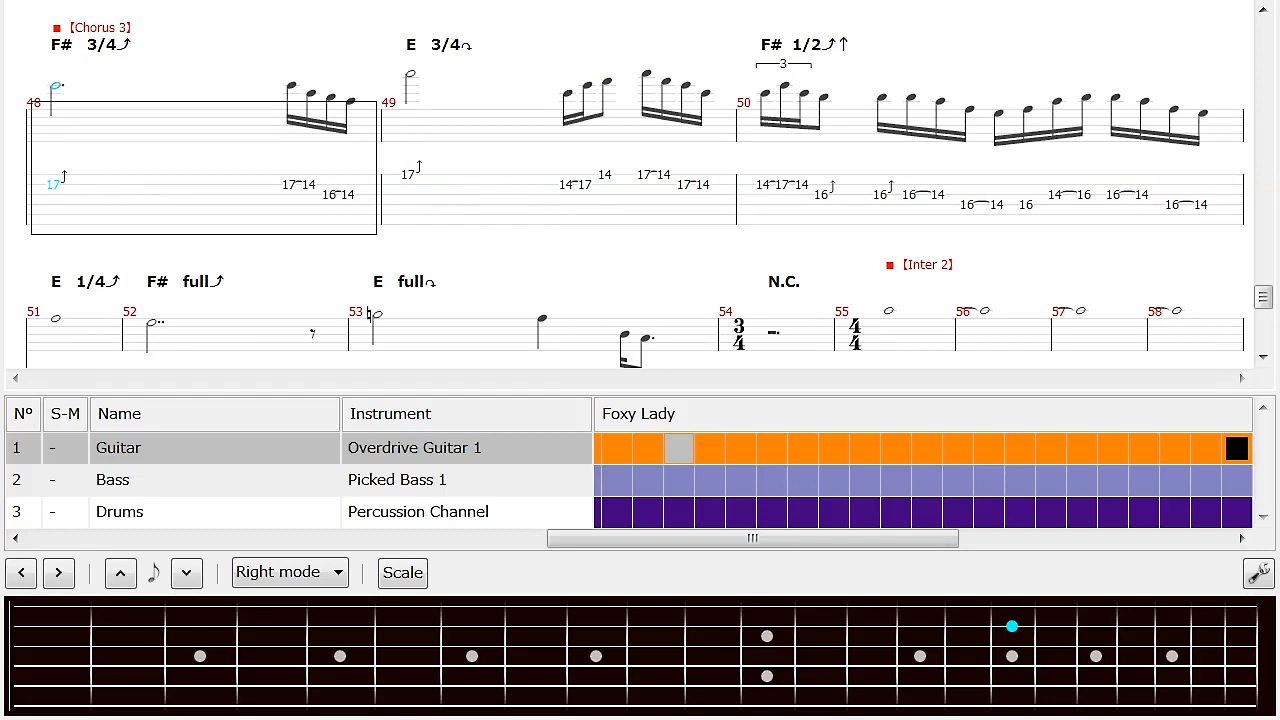 ■【Chorus 3】
F# 3/4⤴ E 3/4⤵ F# 1/2⤴↑
3
48 49 50
17 14
17 17 14 14 17 17 14 14 17 14
16 14 16 16 16 14 14 16 16 14
16 14 16 16 14
■【Inter 2】
E 1/4⤴ F# full⤴ E full⤵ N.C.
51 52 53 54 55 56 57 58
3 4
4 4
Nº S-M Name Instrument Foxy Lady
1 - Guitar Overdrive Guitar 1
2 - Bass Picked Bass 1
3 - Drums Percussion Channel
Right mode Scale